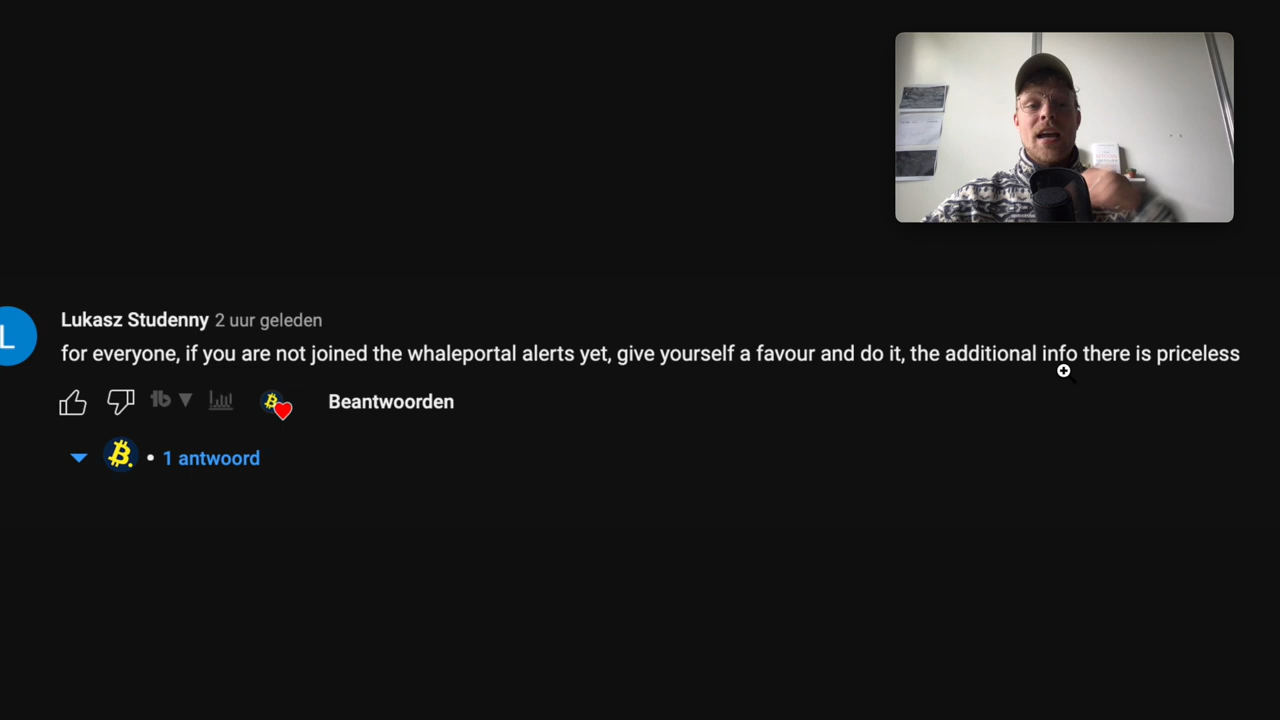 L
Lukasz Studenny 2 uur geleden
for everyone, if you are not joined the whaleportal alerts yet, give yourself a favour and do it, the additional info there is priceless
Beantwoorden
• 1 antwoord